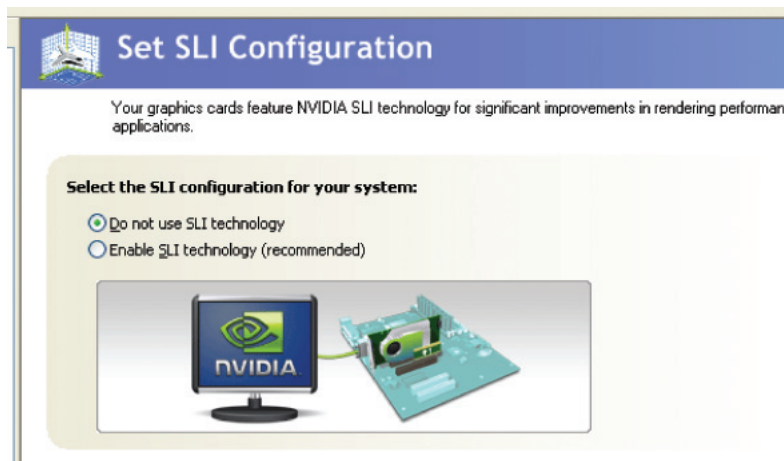 Set SLI Configuration
Your graphics cards feature NVIDIA SLI technology for significant improvements in rendering
applications.
Select the SLI configuration for your system:
Do not use SLI technology
Enable SLI technology (recommended)
NVIDIA.